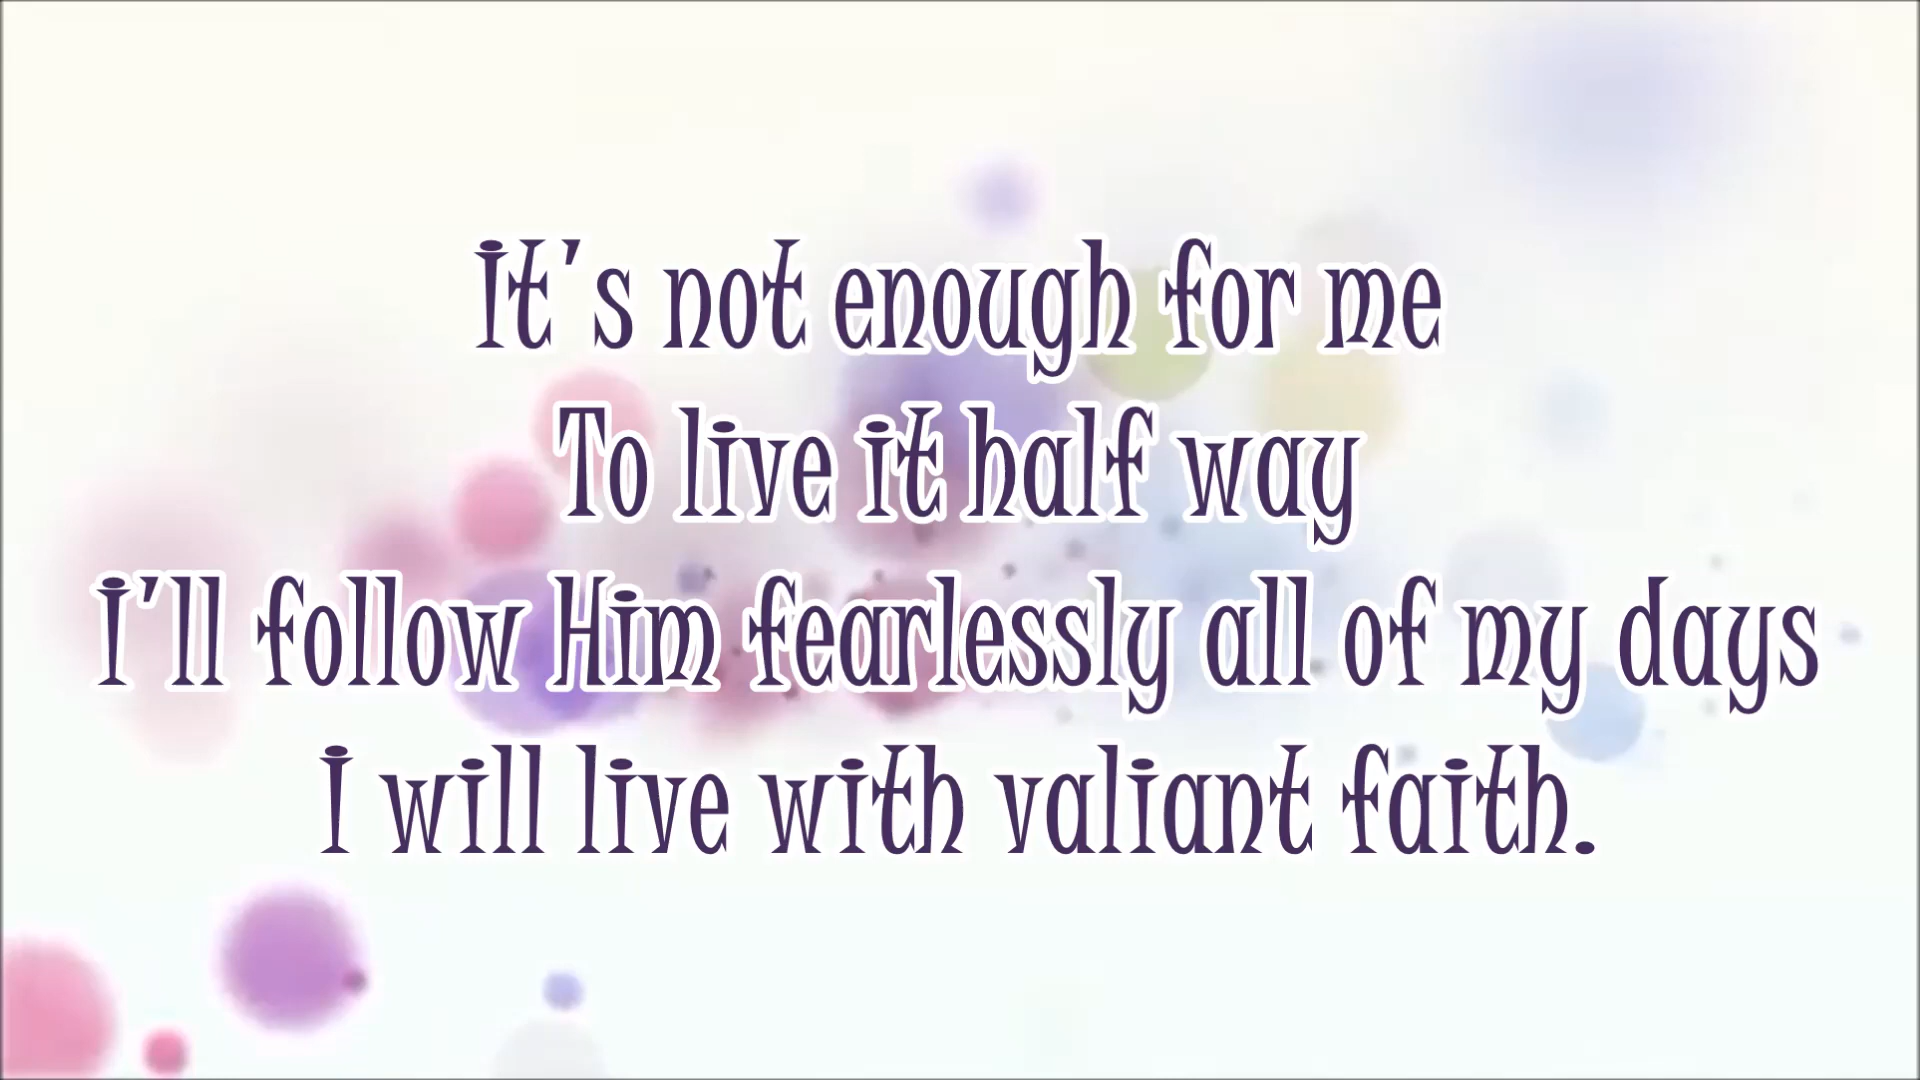 It's not enough for me
To live it half way
I'll follow Him fearlessly all of my days
I will live with valiant faith.